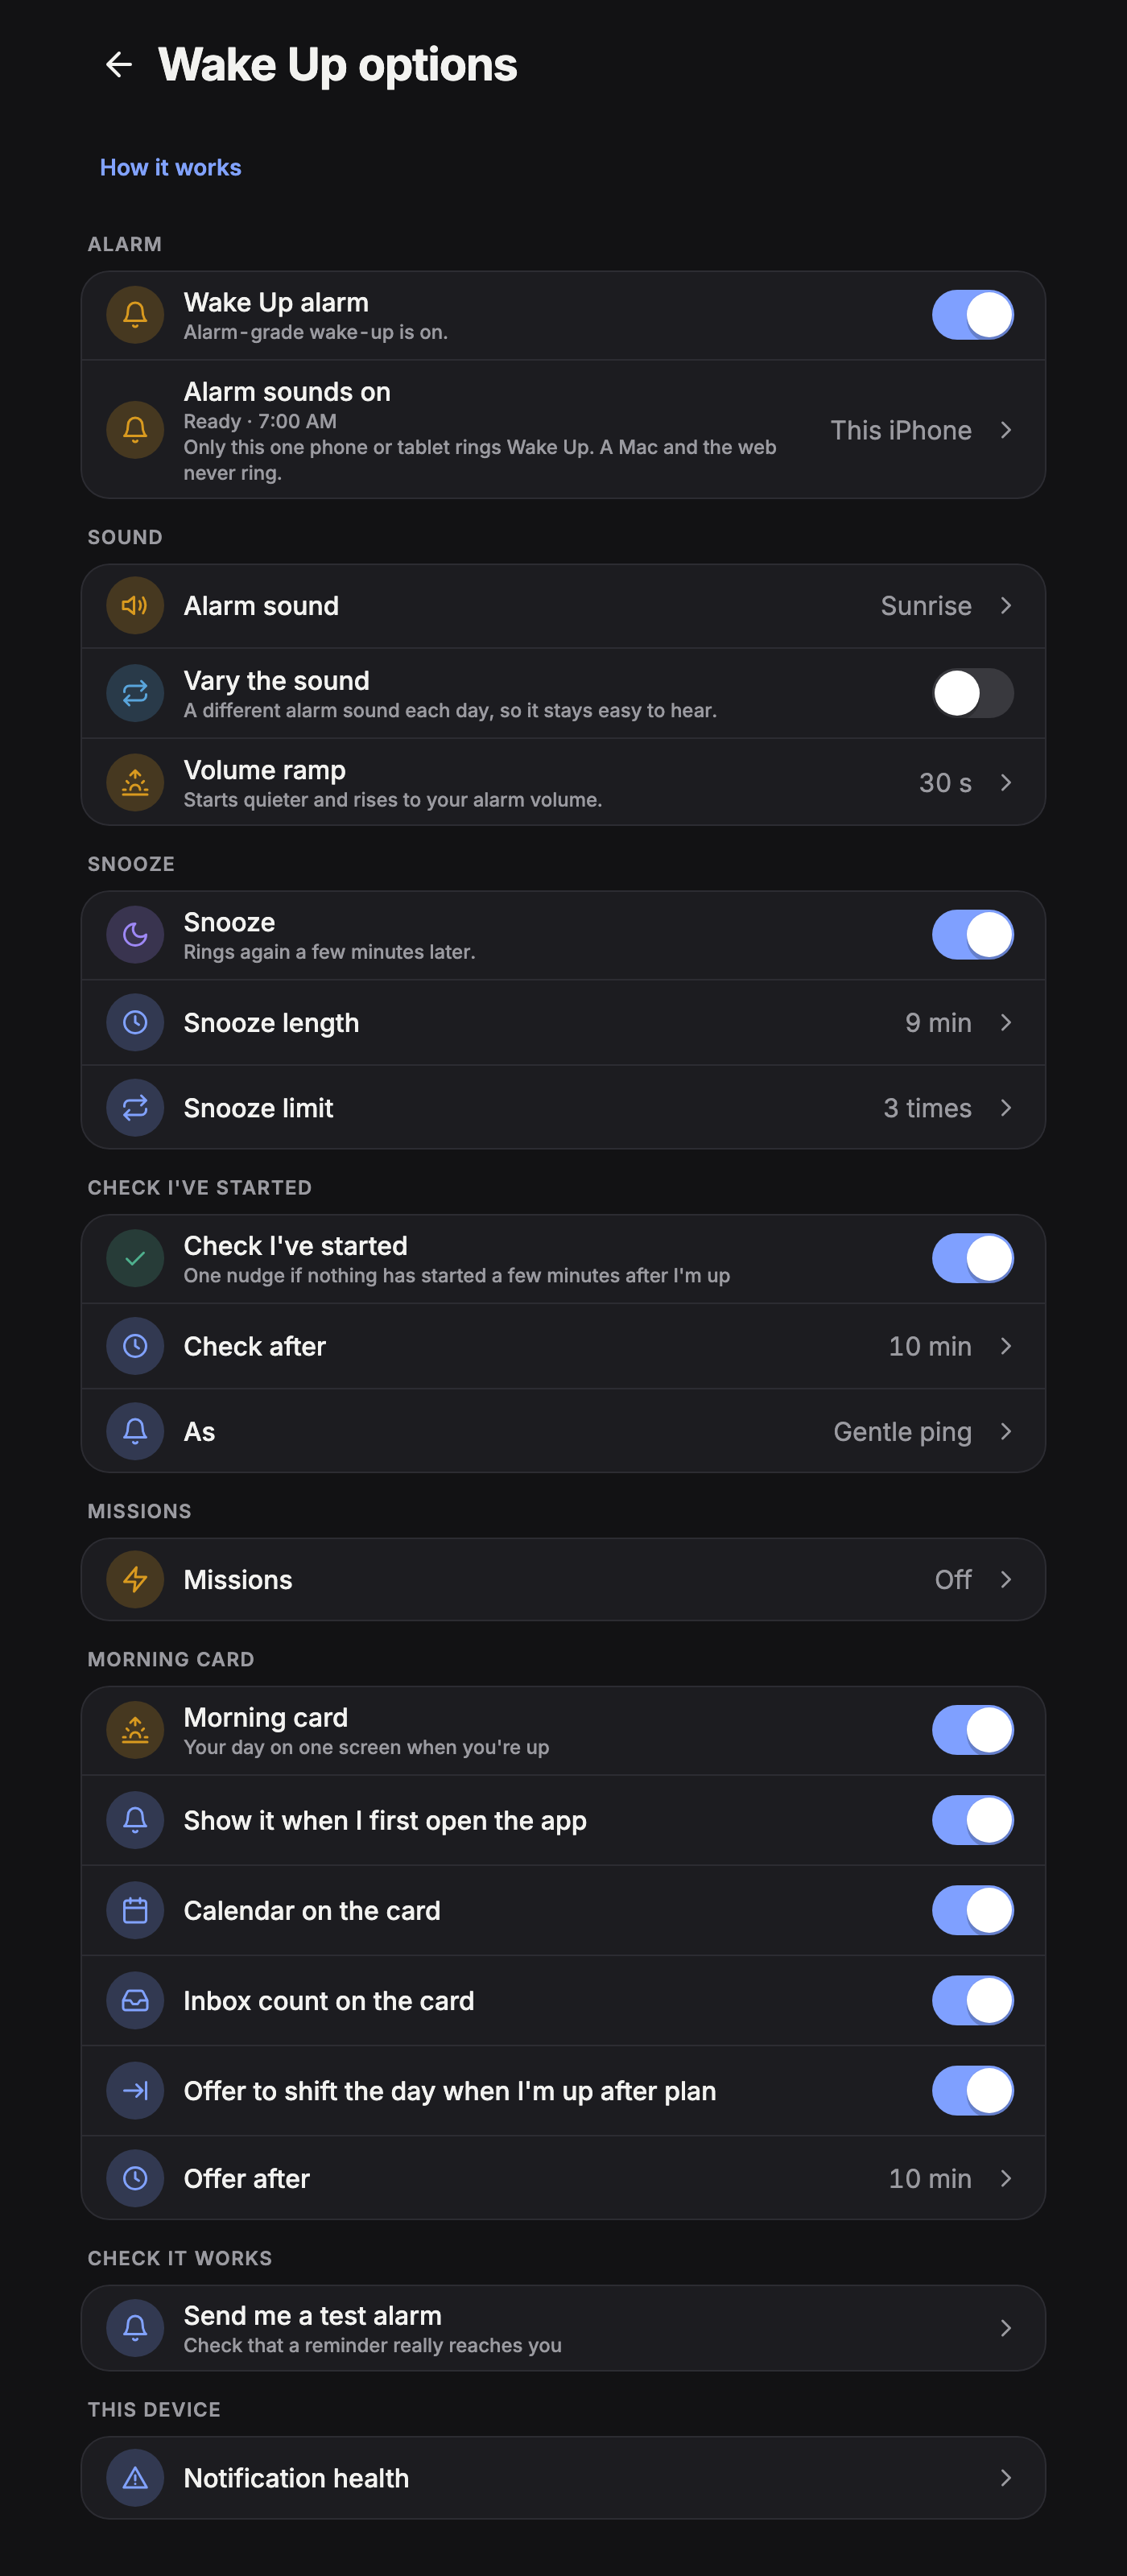 Wake Up options
How it works
ALARM
Wake Up alarm
Alarm-grade wake-up is on.
Alarm sounds on
Ready · 7:00 AM
Only this one phone or tablet rings Wake Up. A Mac and the web
never ring.
This iPhone
SOUND
Alarm sound
Sunrise
Vary the sound
A different alarm sound each day, so it stays easy to hear.
Volume ramp
Starts quieter and rises to your alarm volume.
30 s
SNOOZE
Snooze
Rings again a few minutes later.
Snooze length
9 min
Snooze limit
3 times
CHECK I'VE STARTED
Check I've started
One nudge if nothing has started a few minutes after I'm up
Check after
10 min
As
Gentle ping
MISSIONS
Missions
Off
MORNING CARD
Morning card
Your day on one screen when you're up
Show it when I first open the app
Calendar on the card
Inbox count on the card
Offer to shift the day when I'm up after plan
Offer after
10 min
CHECK IT WORKS
Send me a test alarm
Check that a reminder really reaches you
THIS DEVICE
Notification health